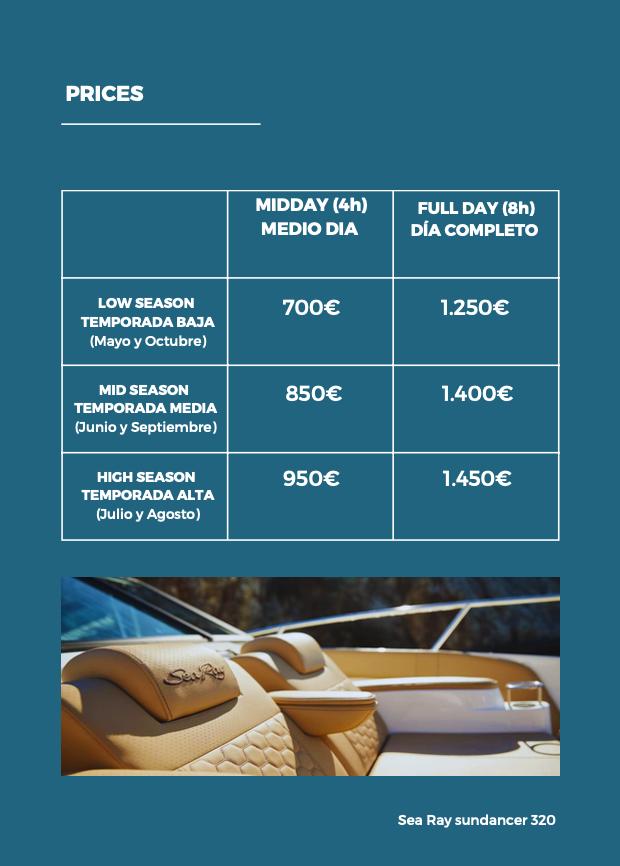 PRICES
MIDDAY (4h)
MEDIO DIA
FULL DAY (8h)
DÍA COMPLETO
LOW SEASON
TEMPORADA BAJA
(Mayo y Octubre)
700€
1.250€
MID SEASON
TEMPORADA MEDIA
(Junio y Septiembre)
850€
1.400€
HIGH SEASON
TEMPORADA ALTA
(Julio y Agosto)
950€
1.450€
Sea Ray
Sea Ray sundancer 320